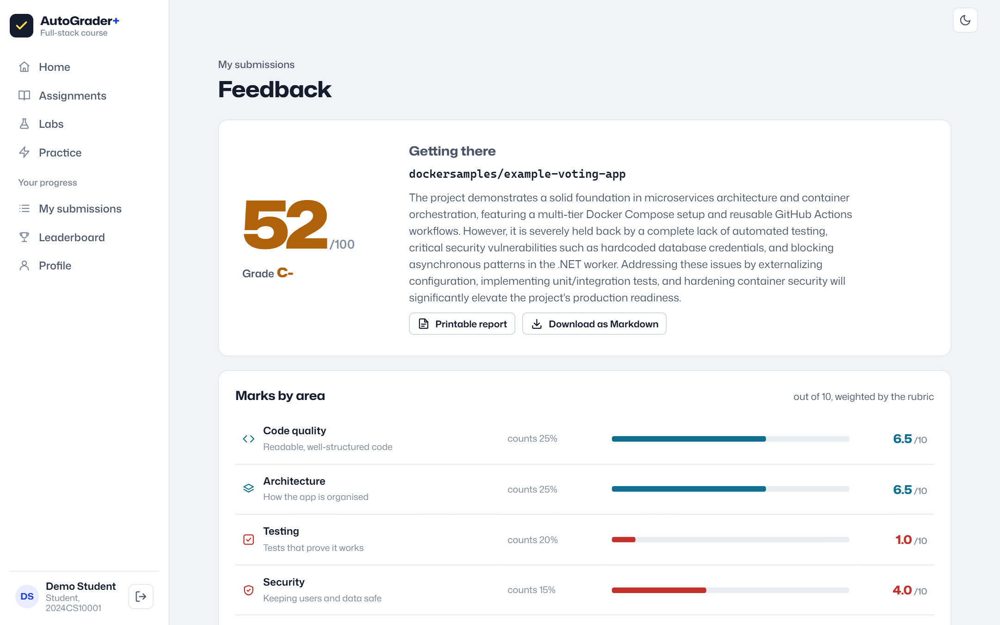 AutoGrader+
Full-stack course
Home
Assignments
Labs
Practice
Your progress
My submissions
Leaderboard
Profile
DS
Demo Student
Student,
2024CS10001
My submissions
Feedback
52/100
Grade C-
Getting there
dockersamples/example-voting-app
The project demonstrates a solid foundation in microservices architecture and container
orchestration, featuring a multi-tier Docker Compose setup and reusable GitHub Actions
workflows. However, it is severely held back by a complete lack of automated testing,
critical security vulnerabilities such as hardcoded database credentials, and blocking
asynchronous patterns in the .NET worker. Addressing these issues by externalizing
configuration, implementing unit/integration tests, and hardening container security will
significantly elevate the project's production readiness.
Printable report
Download as Markdown
Marks by area
out of 10, weighted by the rubric
Code quality
Readable, well-structured code
counts 25%
6.5 /10
Architecture
How the app is organised
counts 25%
6.5 /10
Testing
Tests that prove it works
counts 20%
1.0 /10
Security
Keeping users and data safe
counts 15%
4.0 /10